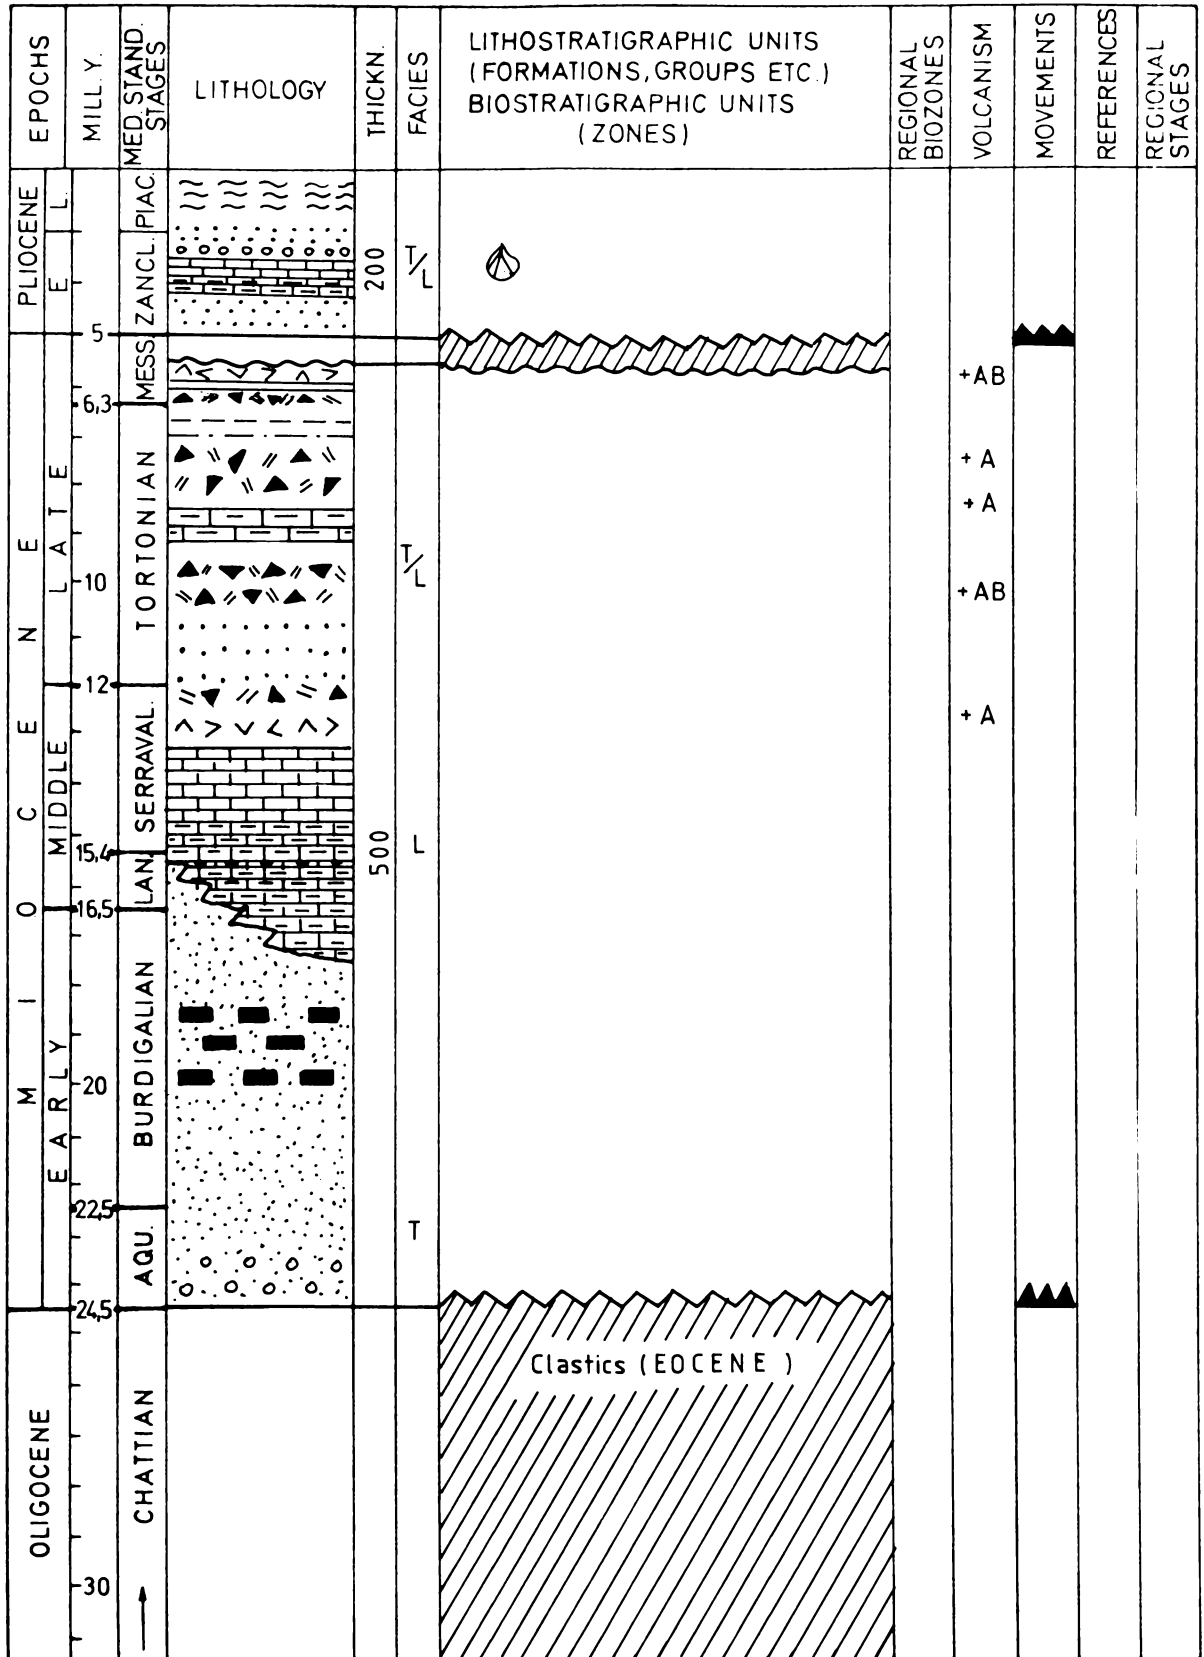 EPOCHS
MILL.Y.
MED.STAND.
STAGES
LITHOLOGY
THICKN.
FACIES
LITHOSTRATIGRAPHIC UNITS
(FORMATIONS, GROUPS ETC.)
BIOSTRATIGRAPHIC UNITS
(ZONES)
REGIONAL
BIOZONES
VOLCANISM
MOVEMENTS
REFERENCES
REGIONAL
STAGES
PLIOCENE
L.
E
PIAC.
ZANCL.
200
T/L
5
MESS.
+AB
6,3
MIOCENE
LATE
TORTONIAN
+ A
+ A
T/L
10
+ AB
12
MIDDLE
SERRAVAL.
+ A
15,4
500
L
LAN.
16,5
EARLY
BURDIGALIAN
20
22,5
AQU.
T
24,5
Clastics (EOCENE)
OLIGOCENE
CHATTIAN
30